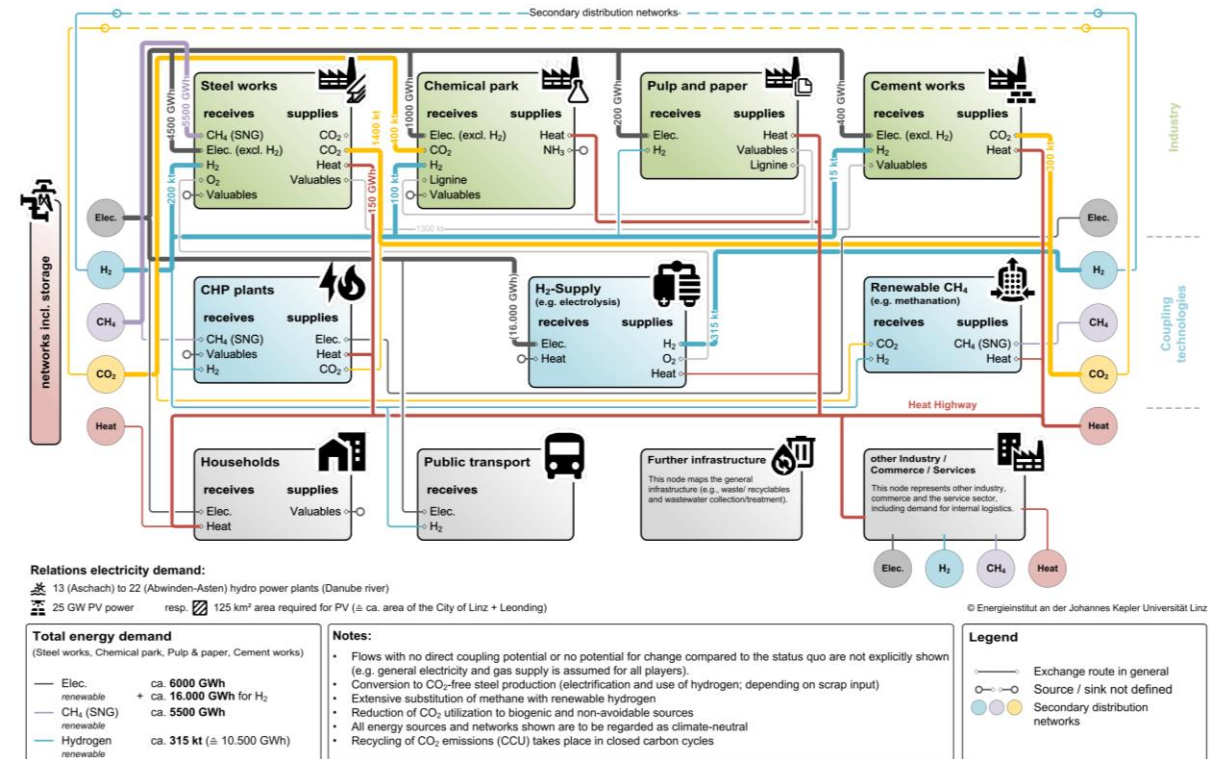 Secondary distribution networks
Steel works
receives supplies
CH₄ (SNG) CO₂
Elec. (excl. H₂) CO₂
H₂ Heat
O₂ Valuables
Valuables
Chemical park
receives supplies
Elec. (excl. H₂) Heat
CO₂ NH₃
H₂
Lignine
Valuables
Pulp and paper
receives supplies
Elec. Heat
H₂ Valuables
Lignine
Cement works
receives supplies
Elec. (excl. H₂) CO₂
H₂ Heat
Valuables
5500 GWh
4500 GWh
200 kt
1400 kt
150 GWh
400 kt
1000 GWh
100 kt
200 GWh
400 GWh
15 kt
300 kt
1300 kt
Industry
networks incl. storage
Elec.
H₂
CH₄
CO₂
Heat
CHP plants
receives supplies
CH₄ (SNG) Elec.
Valuables Heat
H₂ CO₂
(16.000 GWh)
H₂-Supply
(e.g. electrolysis)
receives supplies
Elec. H₂
Heat O₂
Heat
315 kt
Renewable CH₄
(e.g. methanation)
receives supplies
CO₂ CH₄ (SNG)
H₂ Heat
Elec.
H₂
CH₄
CO₂
Heat
Coupling
technologies
Heat Highway
Households
receives supplies
Elec. Valuables
Heat
Public transport
receives
Elec.
H₂
Further infrastructure
This node maps the general
infrastructure (e.g., waste/ recyclables
and wastewater collection/treatment).
other Industry /
Commerce / Services
This node represents other industry,
commerce and the service sector,
including demand for internal logistics.
Elec. H₂ CH₄ Heat
Relations electricity demand:
13 (Aschach) to 22 (Abwinden-Asten) hydro power plants (Danube river)
25 GW PV power resp. 125 km² area required for PV (≙ ca. area of the City of Linz + Leonding)
© Energieinstitut an der Johannes Kepler Universität Linz
Total energy demand
(Steel works, Chemical park, Pulp & paper, Cement works)
Elec. ca. 6000 GWh
renewable + ca. 16.000 GWh for H₂
CH₄ (SNG) ca. 5500 GWh
renewable
Hydrogen ca. 315 kt (≙ 10.500 GWh)
renewable
Notes:
• Flows with no direct coupling potential or no potential for change compared to the status quo are not explicitly shown
(e.g. general electricity and gas supply is assumed for all players).
• Conversion to CO₂-free steel production (electrification and use of hydrogen; depending on scrap input)
• Extensive substitution of methane with renewable hydrogen
• Reduction of CO₂ utilization to biogenic and non-avoidable sources
• All energy sources and networks shown are to be regarded as climate-neutral
• Recycling of CO₂ emissions (CCU) takes place in closed carbon cycles
Legend
Exchange route in general
Source / sink not defined
Secondary distribution
networks